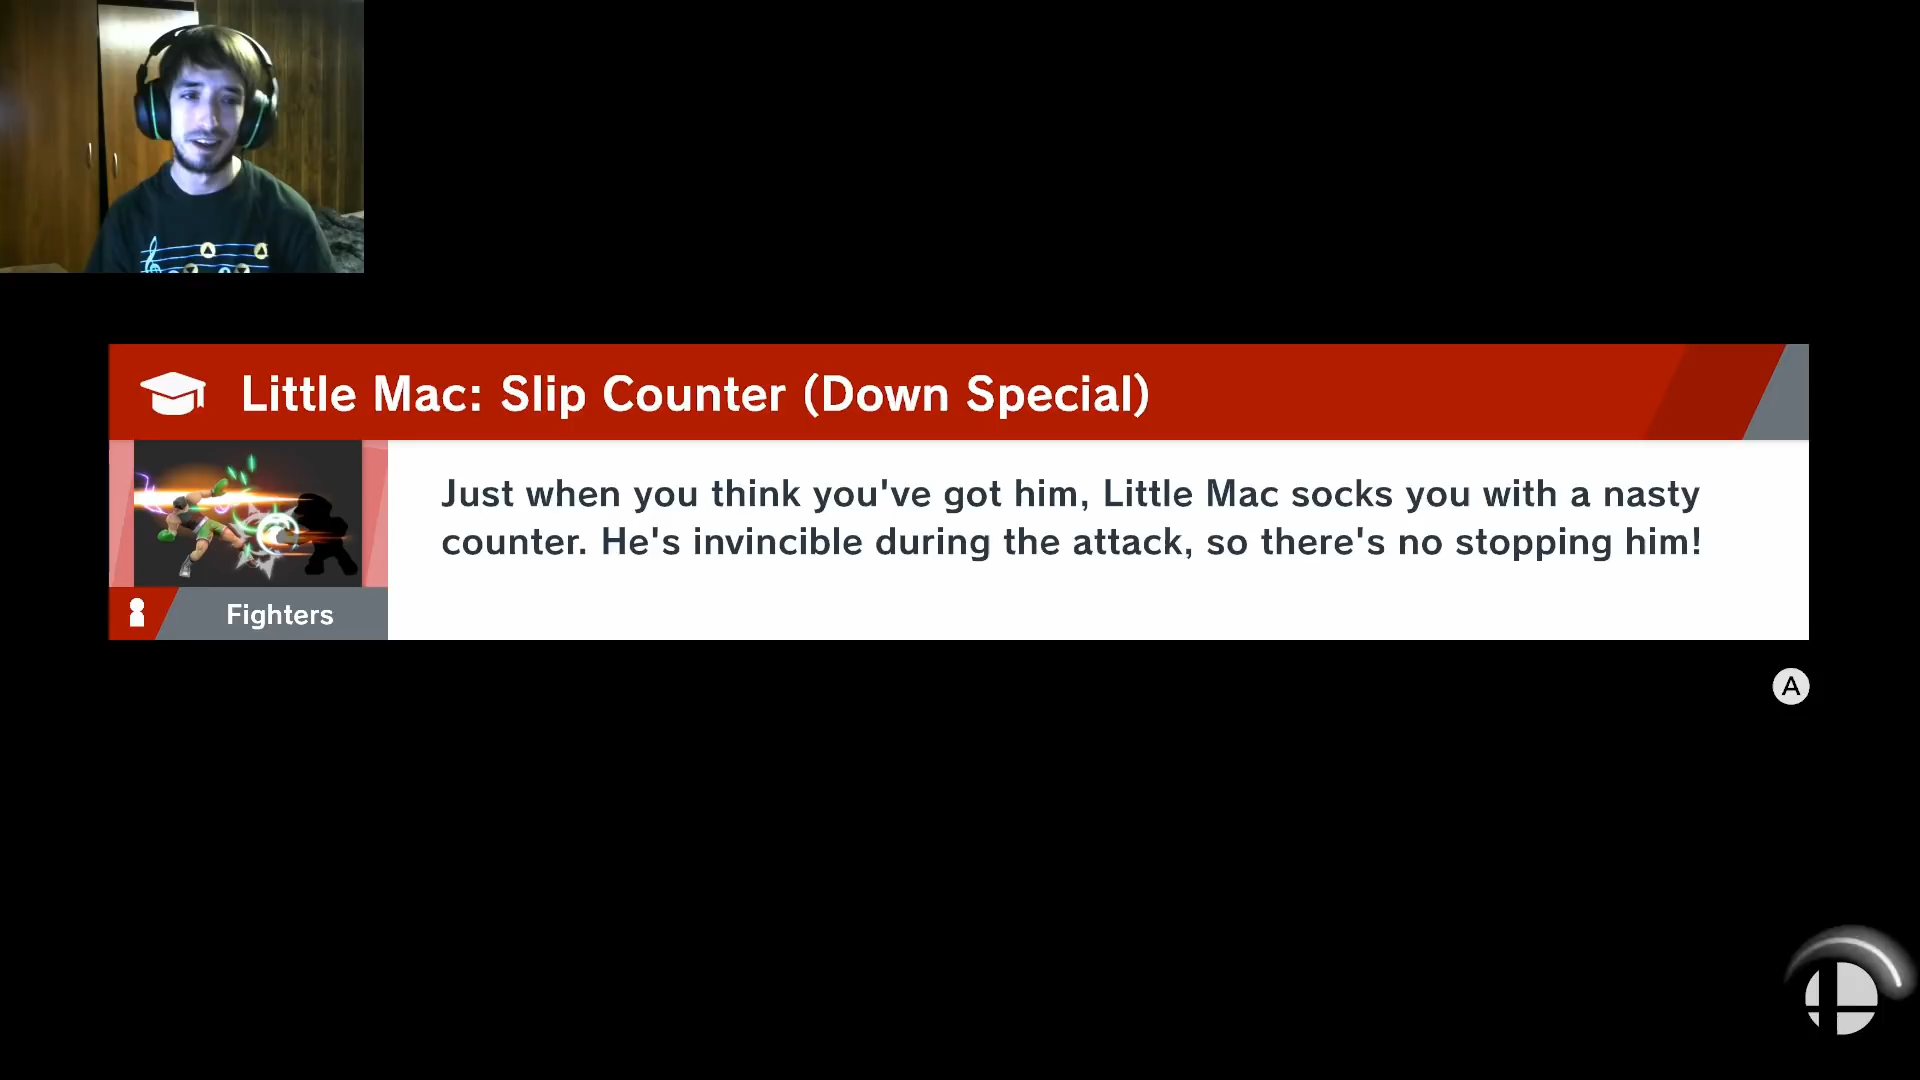 Little Mac: Slip Counter (Down Special)
Just when you think you've got him, Little Mac socks you with a nasty
counter. He's invincible during the attack, so there's no stopping him!
Fighters
A